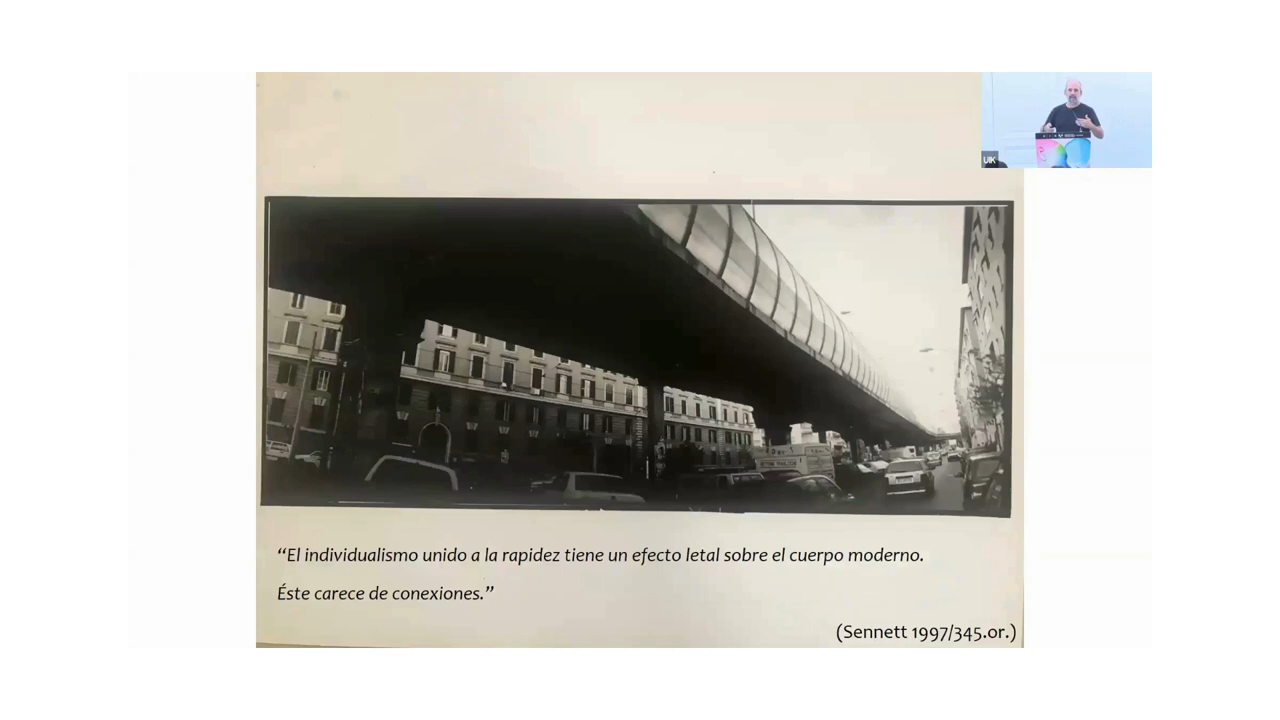 UIK
“El individualismo unido a la rapidez tiene un efecto letal sobre el cuerpo moderno.
Éste carece de conexiones.”
(Sennett 1997/345.or.)